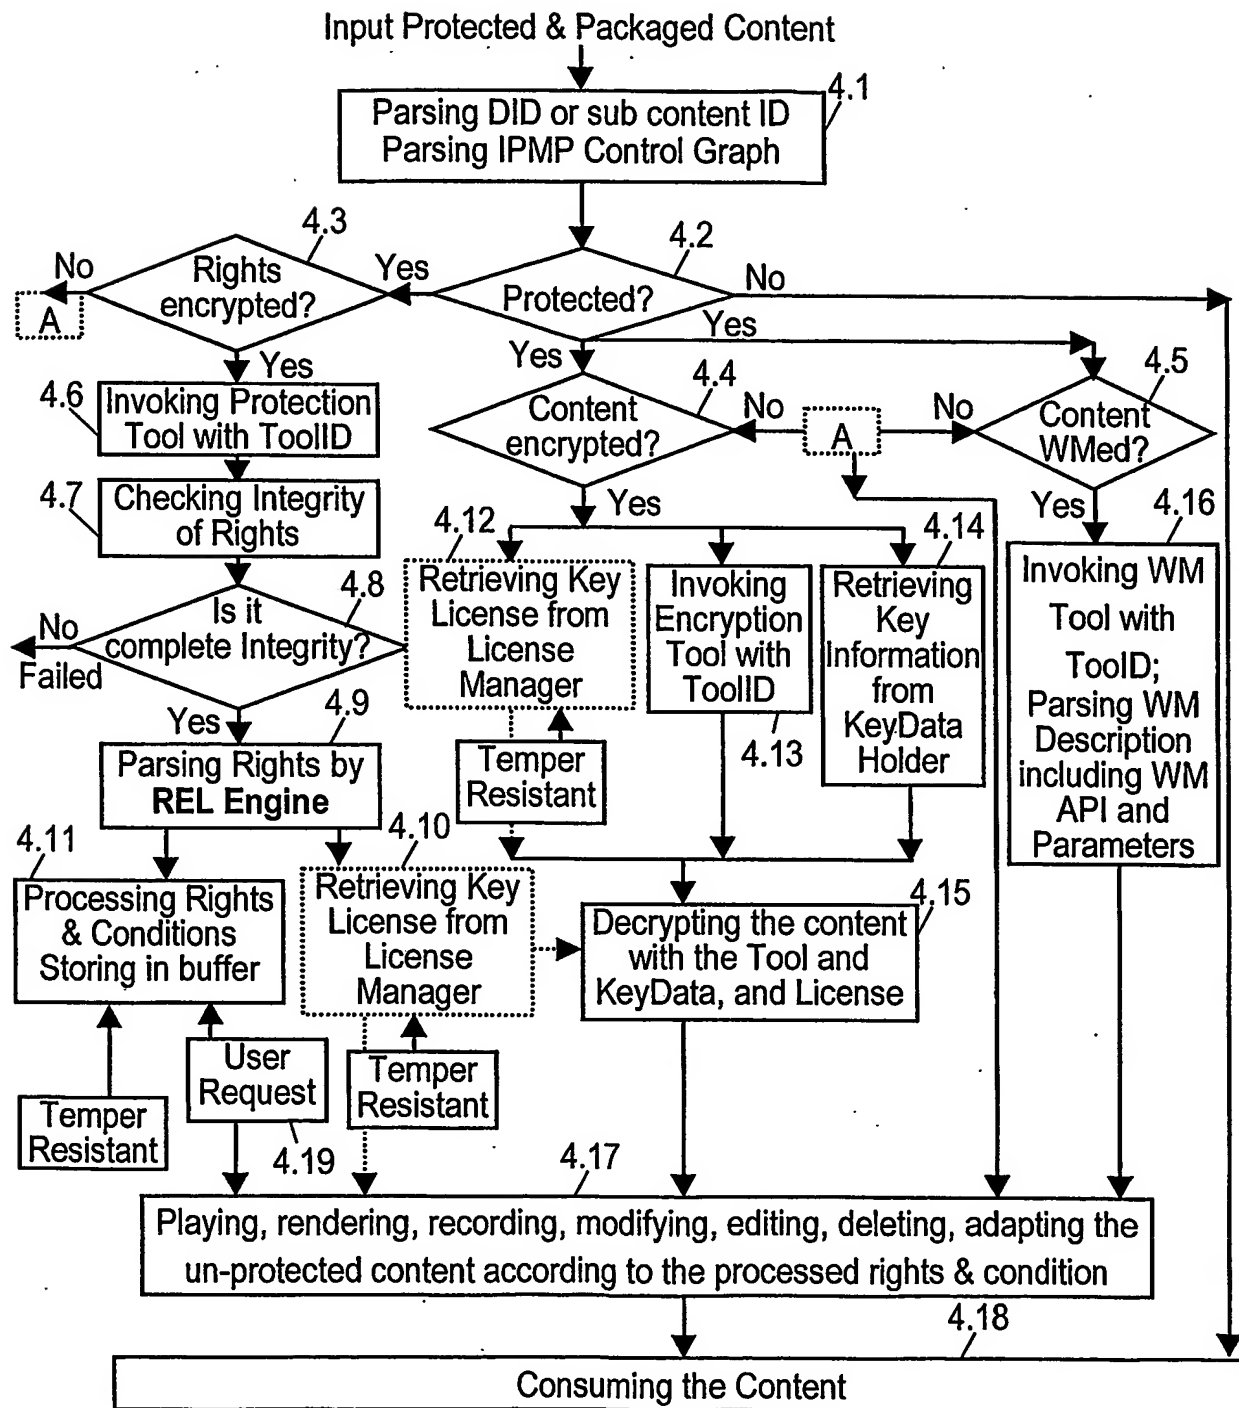 Input Protected & Packaged Content
4.1
Parsing DID or sub content ID
Parsing IPMP Control Graph
4.3
4.2
No
Rights
encrypted?
Yes
Protected?
No
A
Yes
Yes
Yes
4.4
4.5
4.6
Invoking Protection
Tool with ToolID
Content
encrypted?
No
A
No
Content
WMed?
4.7
Checking Integrity
of Rights
Yes
Yes
4.12
4.14
4.16
4.8
Is it
complete Integrity?
No
Failed
Retrieving Key
License from
License
Manager
Invoking
Encryption
Tool with
ToolID
4.13
Retrieving
Key
Information
from
KeyData
Holder
Invoking WM
Tool with
ToolD;
Parsing WM
Description
including WM
API and
Parameters
Yes
4.9
Parsing Rights by
REL Engine
Temper
Resistant
4.11
4.10
Processing Rights
& Conditions
Storing in buffer
Retrieving Key
License from
License
Manager
4.15
Decrypting the content
with the Tool and
KeyData, and License
User
Request
4.19
Temper
Resistant
Temper
Resistant
4.17
Playing, rendering, recording, modifying, editing, deleting, adapting the
un-protected content according to the processed rights & condition
4.18
Consuming the Content